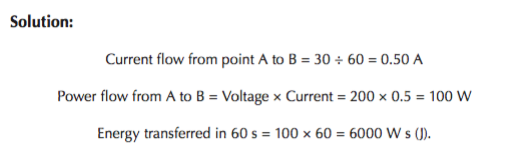 Solution:
Current flow from point A to B = 30 ÷ 60 = 0.50 A
Power flow from A to B = Voltage × Current = 200 × 0.5 = 100 W
Energy transferred in 60 s = 100 × 60 = 6000 W s (J).